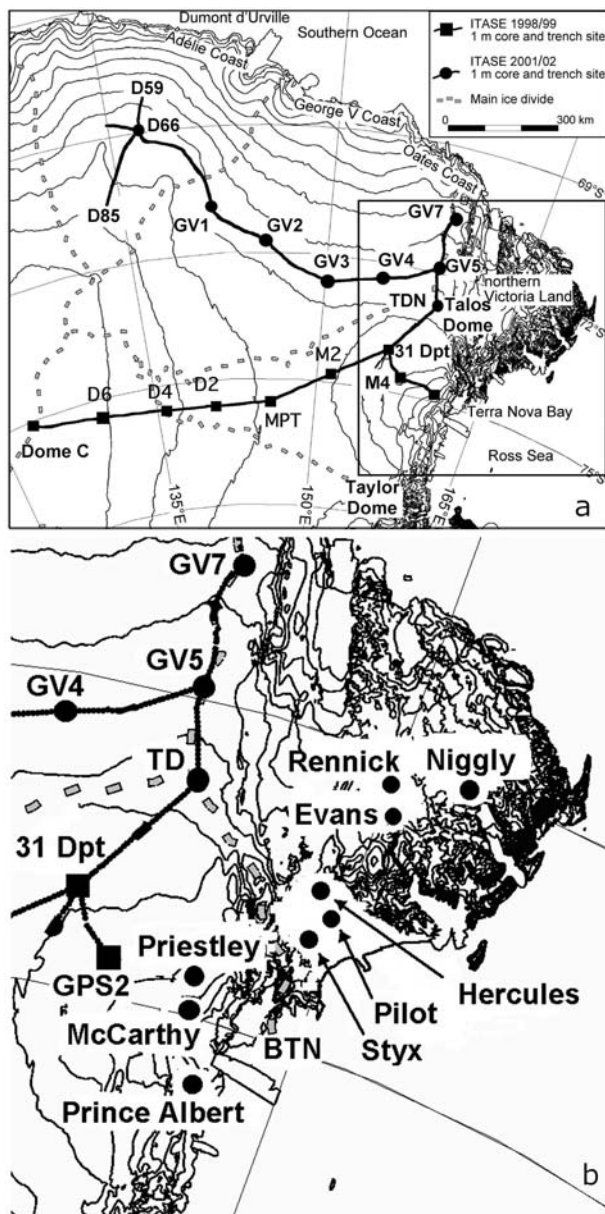 Dumont d'Urville
Southern Ocean
Adélie Coast
George V Coast
Oates Coast
ITASE 1998/99
1 m core and trench site
ITASE 2001/02
1 m core and trench site
Main ice divide
0 300 km
69°S
D59
D66
D85
GV1
GV2
GV3
GV4
GV7
GV5
northern
Victoria Land
72°S
TDN
Talos
Dome
31 Dpt
M2
M4
D2
D4
D6
MPT
Dome C
Terra Nova Bay
Ross Sea
75°S
Taylor
Dome
135°E
150°E
165°E
a
GV7
GV5
GV4
TD
Rennick
Niggly
Evans
31 Dpt
Priestley
GPS2
Hercules
Pilot
McCarthy
BTN
Styx
Prince Albert
b